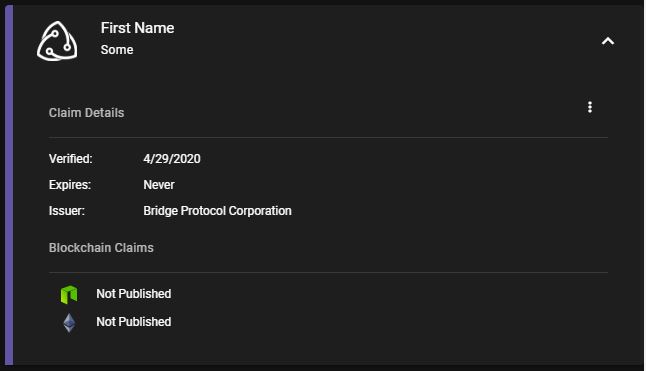 First Name
Some
Claim Details
Verified: 4/29/2020
Expires: Never
Issuer: Bridge Protocol Corporation
Blockchain Claims
Not Published
Not Published